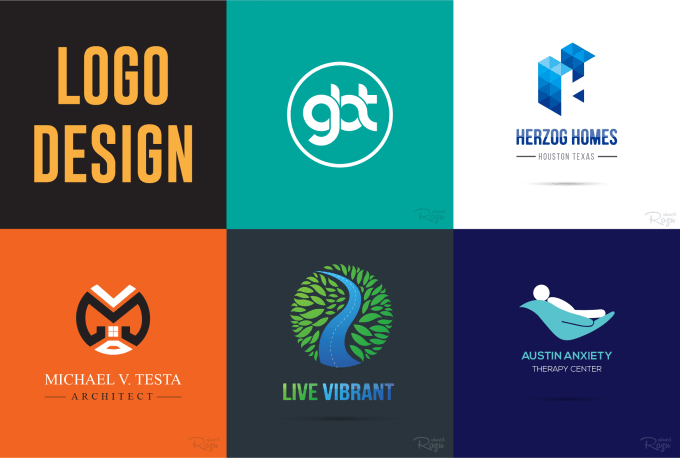 LOGO
DESIGN
gbt
HERZOG HOMES
HOUSTON TEXAS
MICHAEL V. TESTA
ARCHITECT
LIVE VIBRANT
AUSTIN ANXIETY
THERAPY CENTER